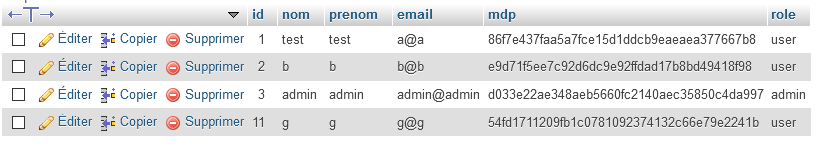 ←T→ id nom prenom email mdp role
Éditer Copier Supprimer 1 test test a@a 86f7e437faa5a7fce15d1ddcb9eaeaea377667b8 user
Éditer Copier Supprimer 2 b b b@b e9d71f5ee7c92d6dc9e92ffdad17b8bd49418f98 user
Éditer Copier Supprimer 3 admin admin admin@admin d033e22ae348aeb5660fc2140aec35850c4da997 admin
Éditer Copier Supprimer 11 g g g@g 54fd1711209fb1c0781092374132c66e79e2241b user